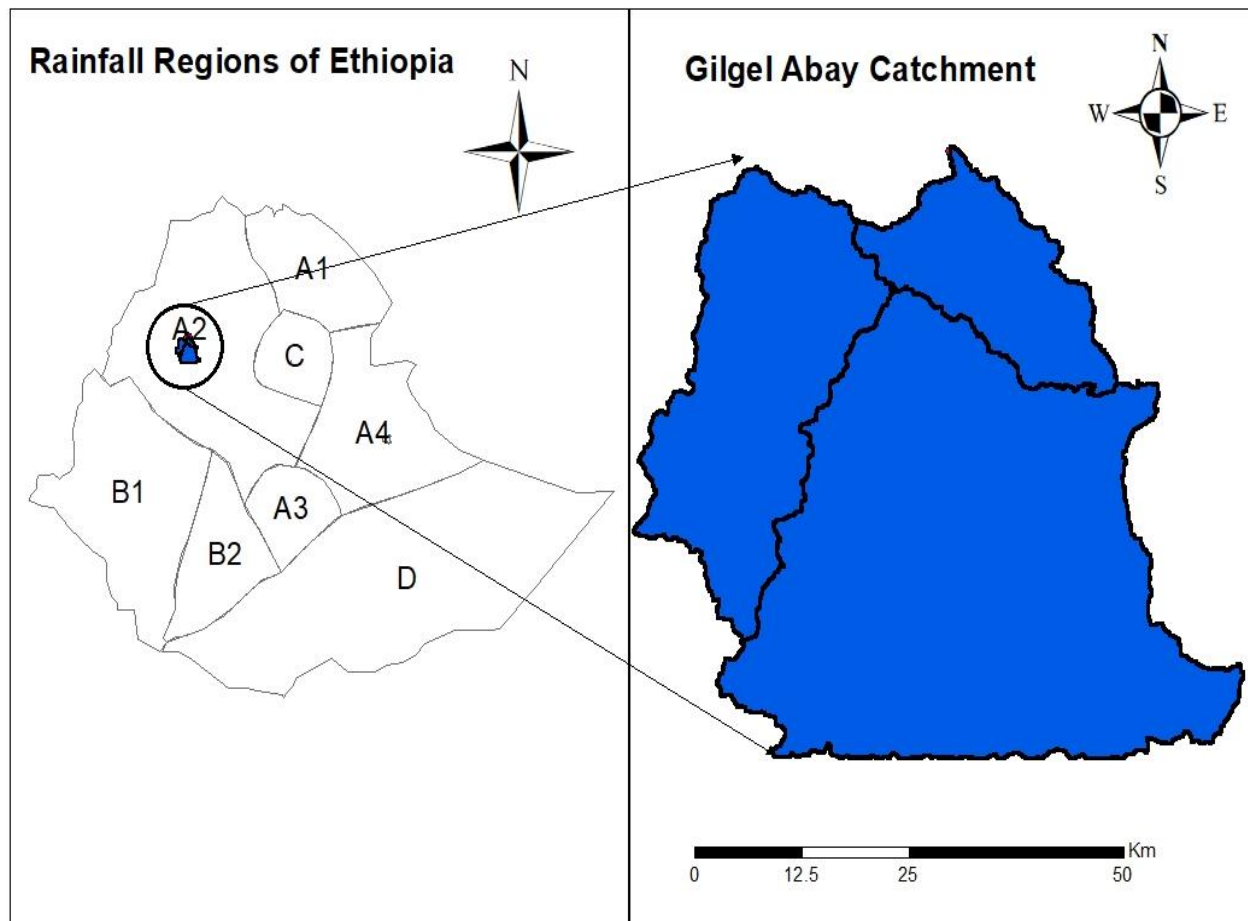 Rainfall Regions of Ethiopia
N
A1
A2
C
A4
B1
A3
B2
D
Gilgel Abay Catchment
N
W E
S
Km
0 12.5 25 50